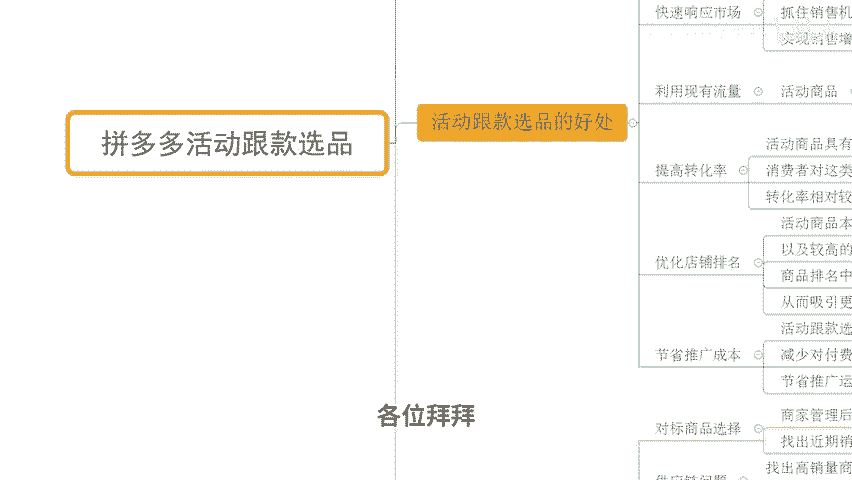 拼多多活动跟款选品
活动跟款选品的好处
快速响应市场
抓住销售机
实现销售增
利用现有流量
活动商品
提高转化率
活动商品具有
消费者对这类
转化率相对较
优化店铺排名
活动商品本
以及较高的
商品排名中
从而吸引更
节省推广成本
活动跟款选
减少对付费
节省推广运
对标商品选择
商家管理后
找出近期销
供应链问题
找出高销量商
各位拜拜